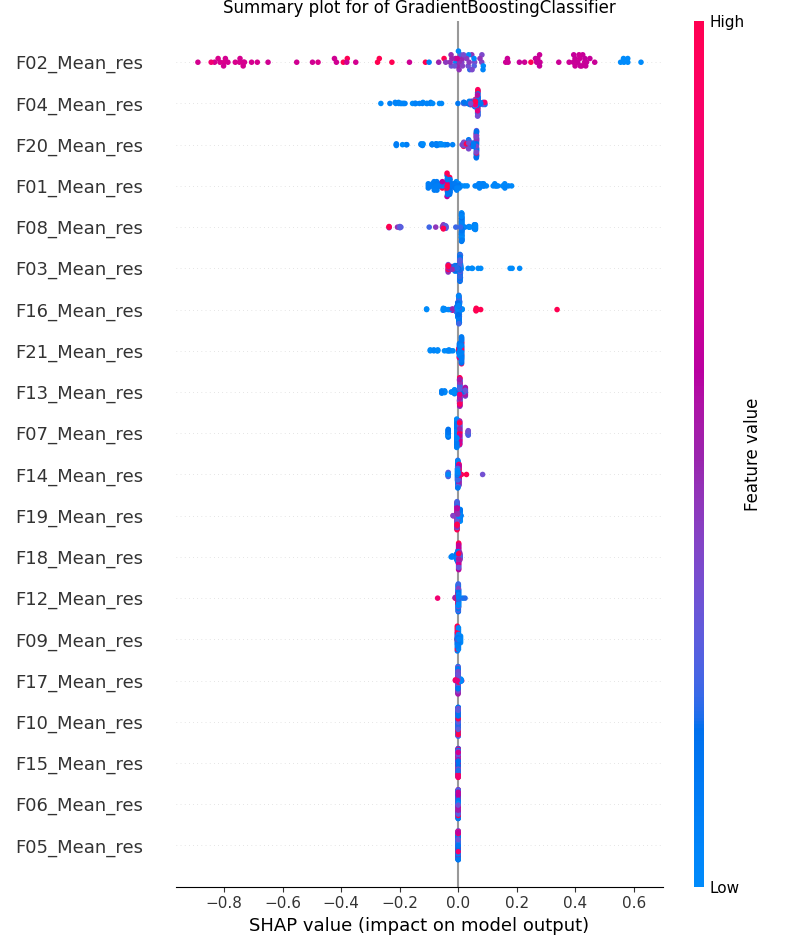 Summary plot for of GradientBoostingClassifier
High
F02_Mean_res
F04_Mean_res
F20_Mean_res
F01_Mean_res
F08_Mean_res
F03_Mean_res
F16_Mean_res
F21_Mean_res
F13_Mean_res
F07_Mean_res
F14_Mean_res
F19_Mean_res
F18_Mean_res
F12_Mean_res
F09_Mean_res
F17_Mean_res
F10_Mean_res
F15_Mean_res
F06_Mean_res
F05_Mean_res
Feature value
Low
−0.8 −0.6 −0.4 −0.2 0.0 0.2 0.4 0.6
SHAP value (impact on model output)